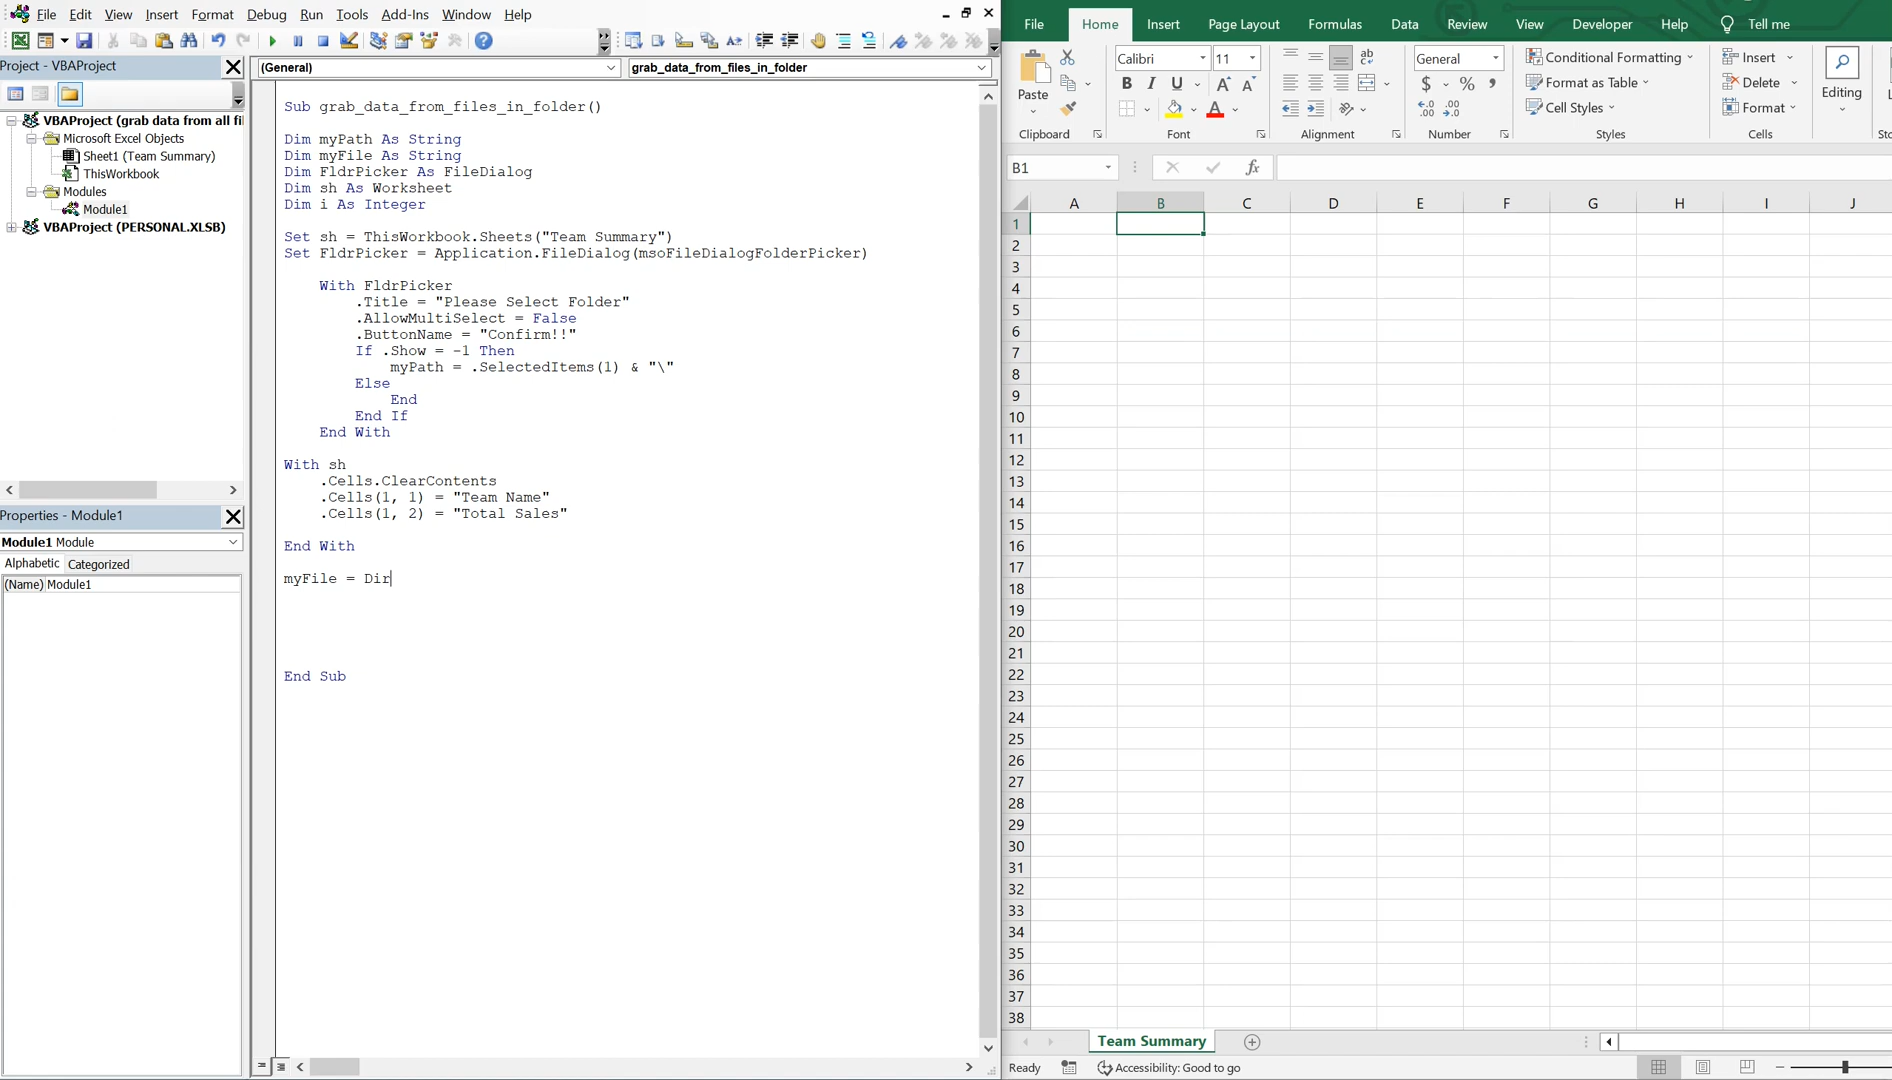 File Edit View Insert Format Debug Run Tools Add-Ins Window Help
Project - VBAProject
VBAProject (grab data from all fi
Microsoft Excel Objects
Sheet1 (Team Summary)
ThisWorkbook
Modules
Module1
VBAProject (PERSONAL.XLSB)
Properties - Module1
Module1 Module
Alphabetic Categorized
(Name) Module1
(General) grab_data_from_files_in_folder
Sub grab_data_from_files_in_folder()
Dim myPath As String
Dim myFile As String
Dim FldrPicker As FileDialog
Dim sh As Worksheet
Dim i As Integer
Set sh = ThisWorkbook.Sheets("Team Summary")
Set FldrPicker = Application.FileDialog(msoFileDialogFolderPicker)
With FldrPicker
.Title = "Please Select Folder"
.AllowMultiSelect = False
.ButtonName = "Confirm!!"
If .Show = -1 Then
myPath = .SelectedItems(1) & "\"
Else
End
End If
End With
With sh
.Cells.ClearContents
.Cells(1, 1) = "Team Name"
.Cells(1, 2) = "Total Sales"
End With
myFile = Dir
End Sub
File Home Insert Page Layout Formulas Data Review View Developer Help Tell me
Paste
Calibri 11
B I U
General
$ % ,
Conditional Formatting
Format as Table
Cell Styles
Insert
Delete
Format
Editing
Clipboard Font Alignment Number Styles Cells
B1 fx
A B C D E F G H I J
1
2
3
4
5
6
7
8
9
10
11
12
13
14
15
16
17
18
19
20
21
22
23
24
25
26
27
28
29
30
31
32
33
34
35
36
37
38
Team Summary
Ready Accessibility: Good to go